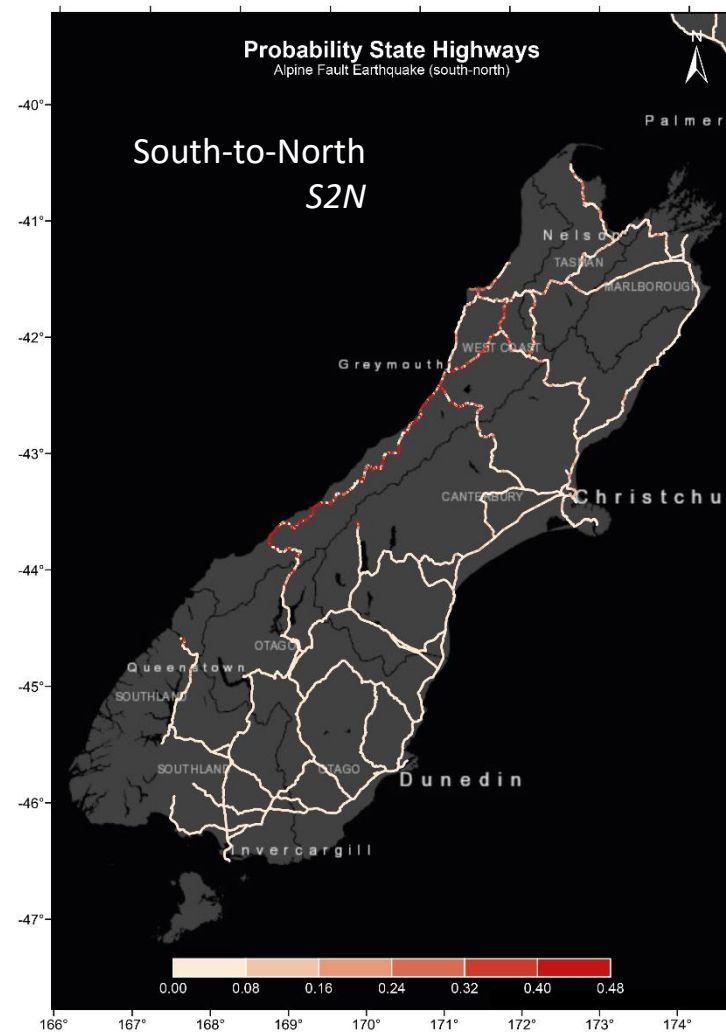 Probability State Highways
Alpine Fault Earthquake (south-north)
N
-40°
Palmer
South-to-North
S2N
-41°
Nelson
TASMAN
MARLBOROUGH
-42°
WEST COAST
Greymouth
-43°
CANTERBURY
Christchu
-44°
OTAGO
Queenstown
-45°
SOUTHLAND
SOUTHLAND
OTAGO
Dunedin
-46°
Invercargill
-47°
0.00 0.08 0.16 0.24 0.32 0.40 0.48
166° 167° 168° 169° 170° 171° 172° 173° 174°